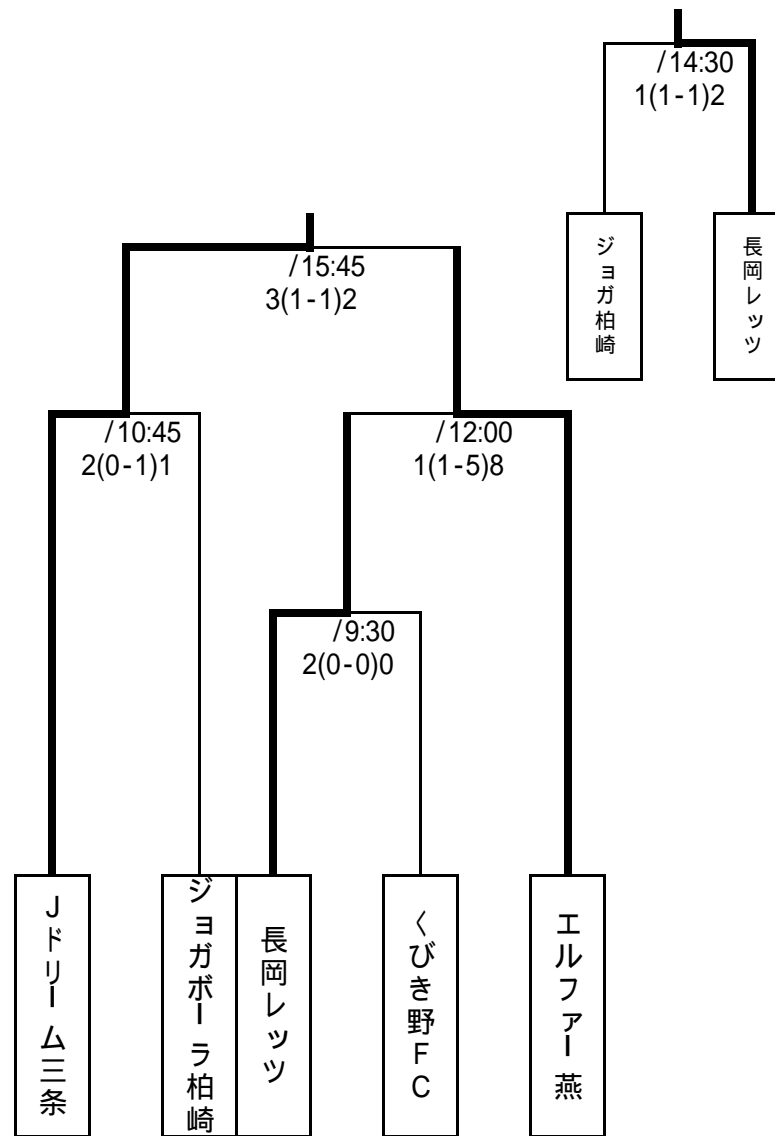 /14:30
1(1-1)2
ジョガ柏崎
長岡レッツ
/15:45
3(1-1)2
/10:45
2(0-1)1
/12:00
1(1-5)8
/9:30
2(0-0)0
Jドリーム三条
ジョガボーラ柏崎
長岡レッツ
くびき野FC
エルファー燕